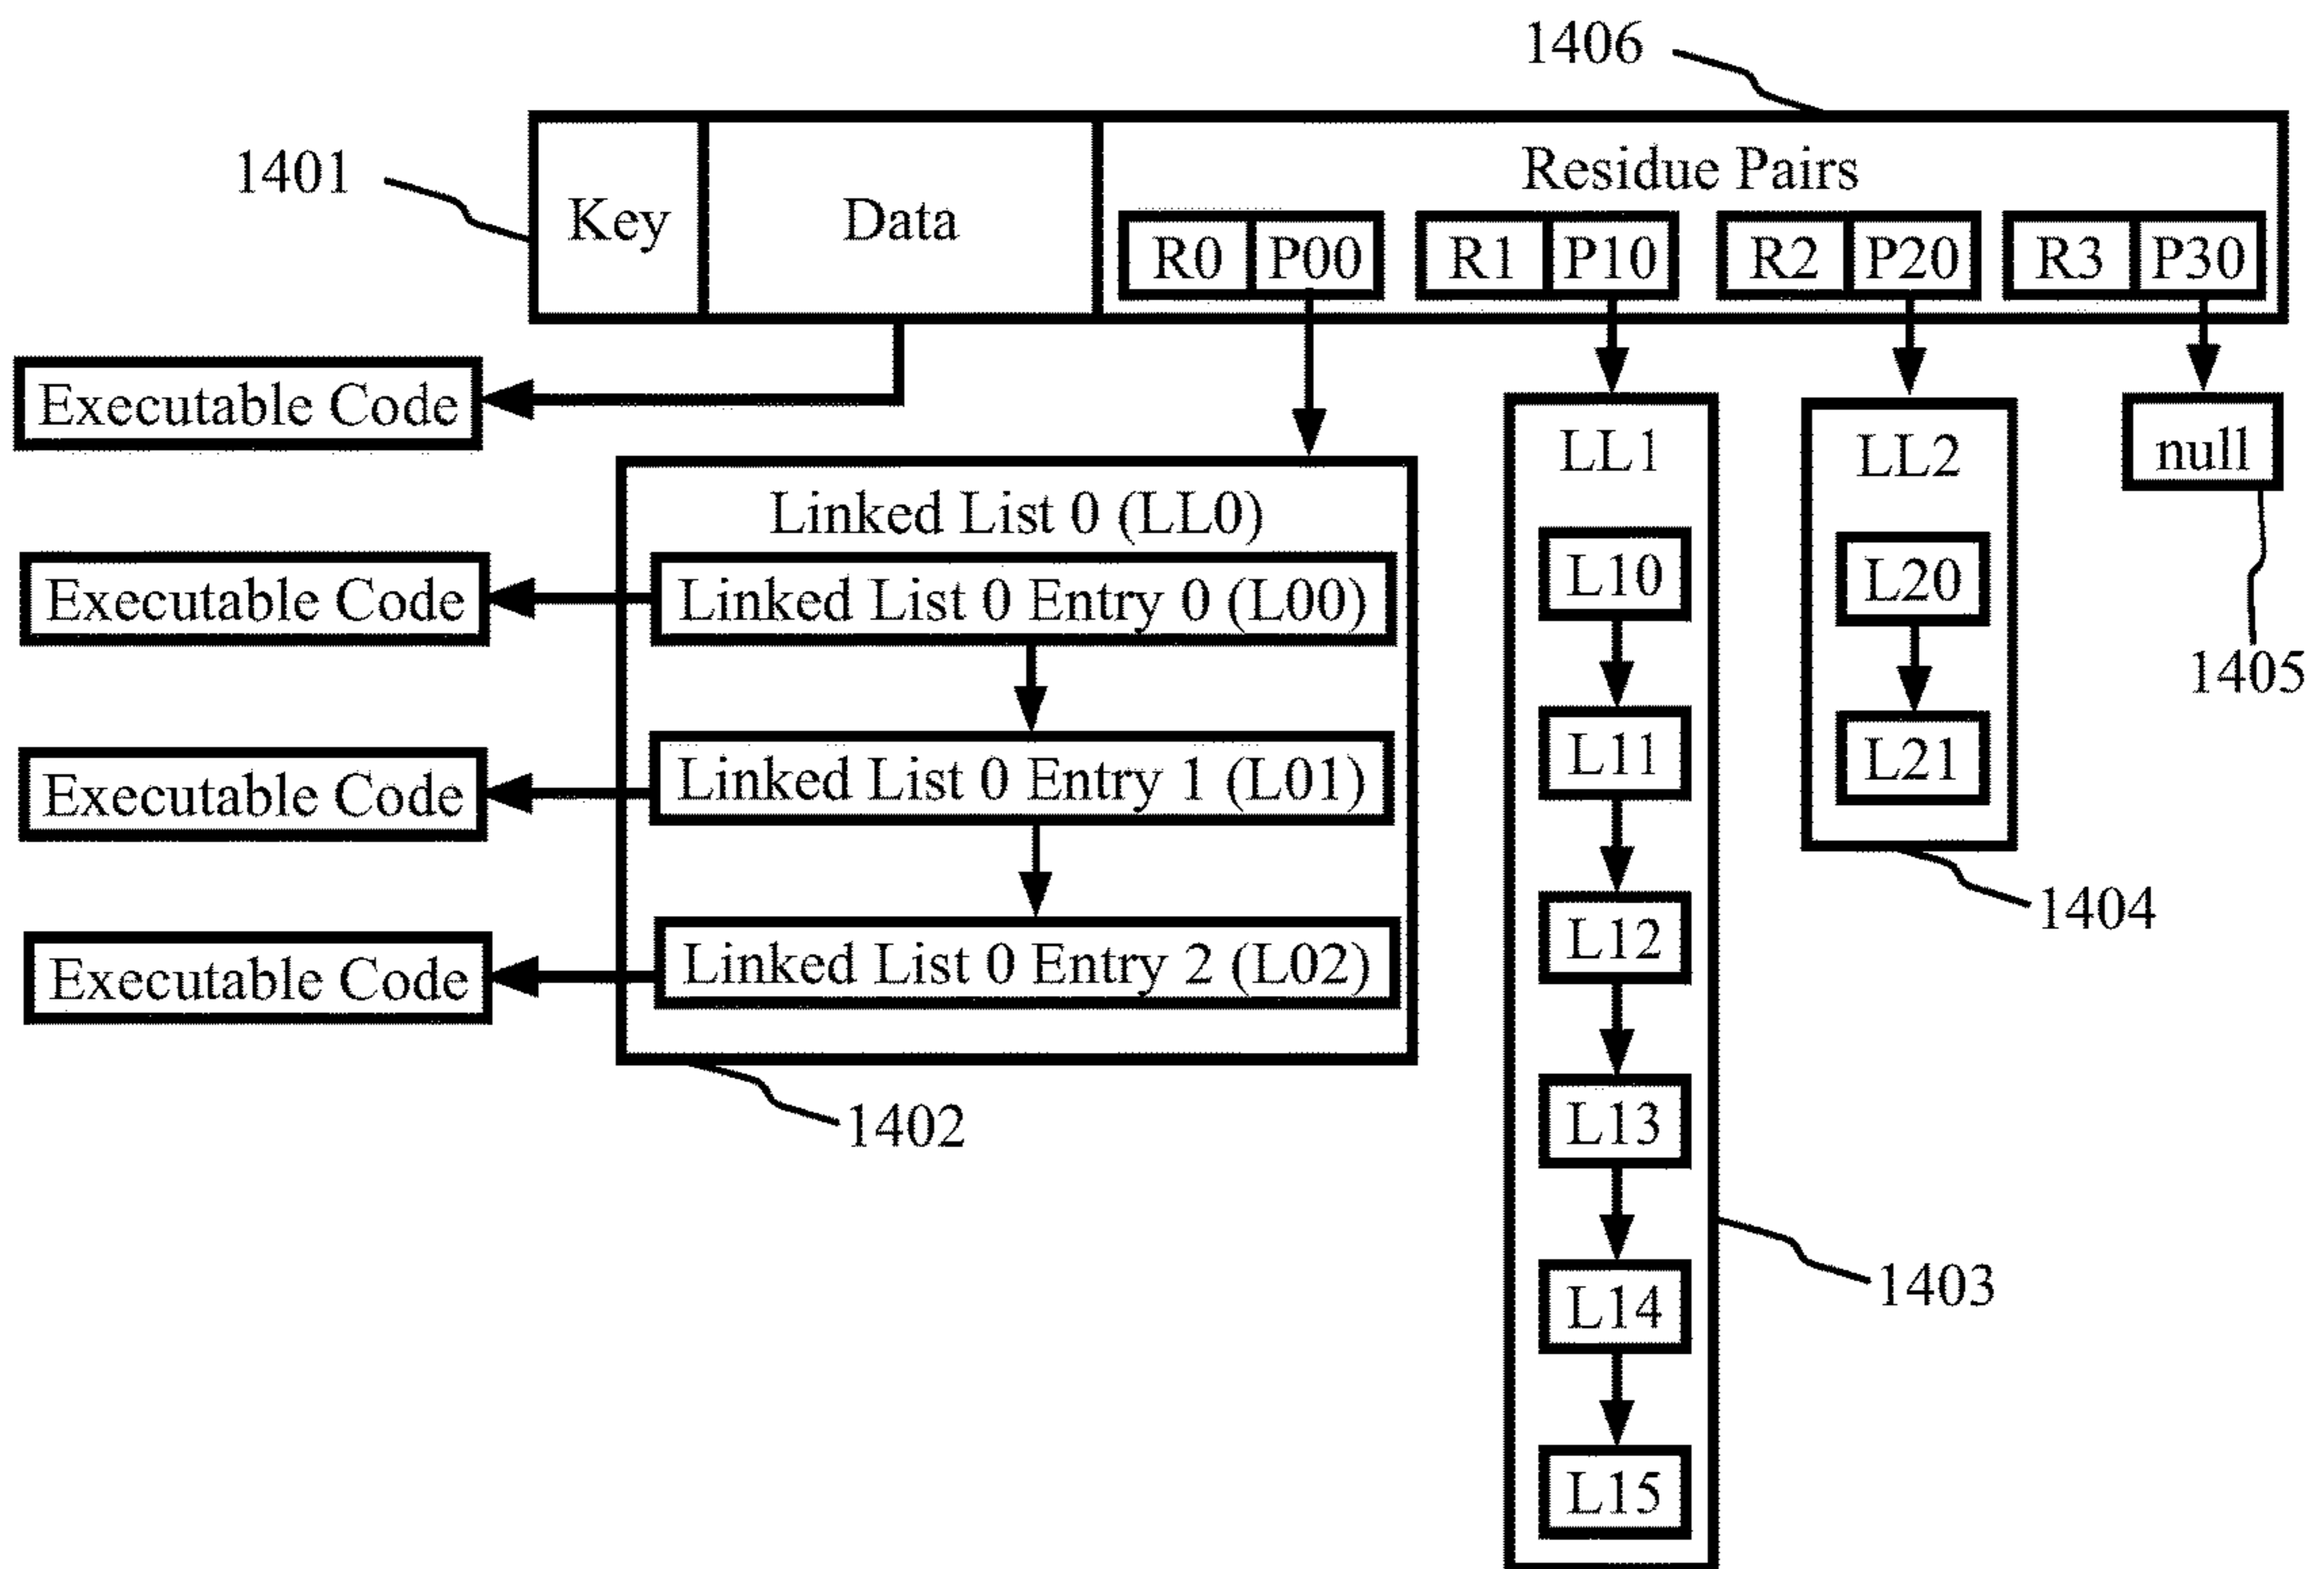 1406
1401
Key
Data
Residue Pairs
R0 P00 R1 P10 R2 P20 R3 P30
Executable Code
Linked List 0 (LL0)
LL1
LL2
null
Executable Code
Linked List 0 Entry 0 (L00)
L10
L20
1405
Executable Code
Linked List 0 Entry 1 (L01)
L11
L21
1404
Executable Code
Linked List 0 Entry 2 (L02)
L12
1402
L13
1403
L14
L15